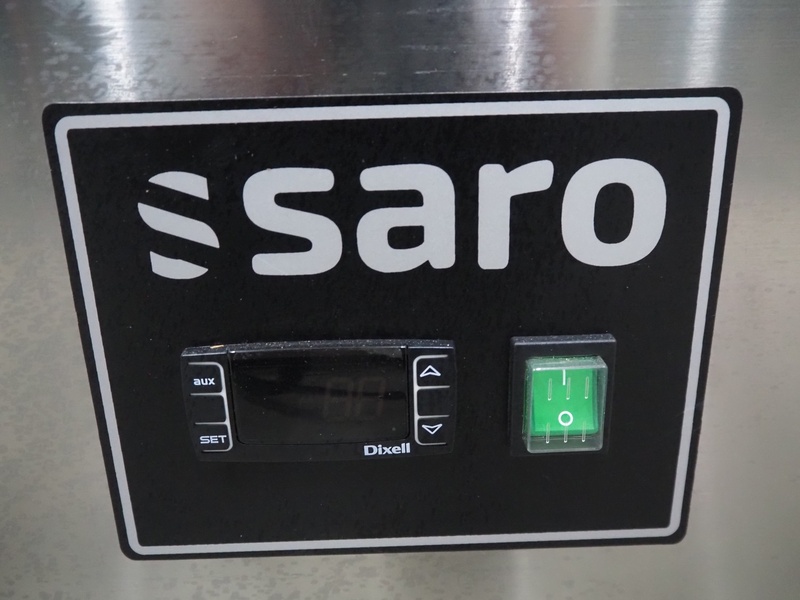 saro
aux
SET
Dixell
I
O